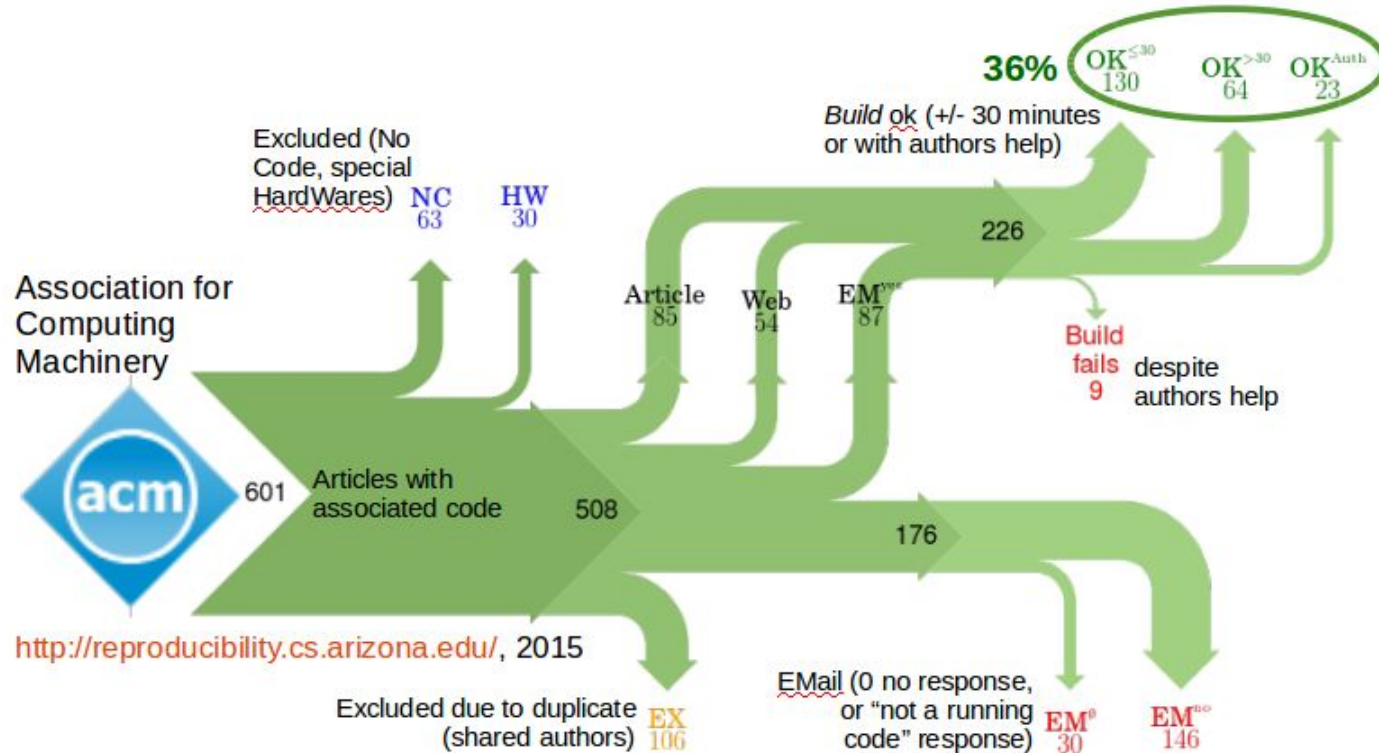 36%
OK≤30
130
OK>30
64
OKAuth
23
Build ok (+/- 30 minutes
or with authors help)
Excluded (No
Code, special
HardWares)
NC
63
HW
30
226
Article
85
Web
54
EMyes
87
Build
fails
9
despite
authors help
Association for
Computing
Machinery
acm
601
Articles with
associated code
508
176
http://reproducibility.cs.arizona.edu/, 2015
Excluded due to duplicate
(shared authors)
EX
106
EMail (0 no response,
or “not a running
code” response)
EMø
30
EMno
146